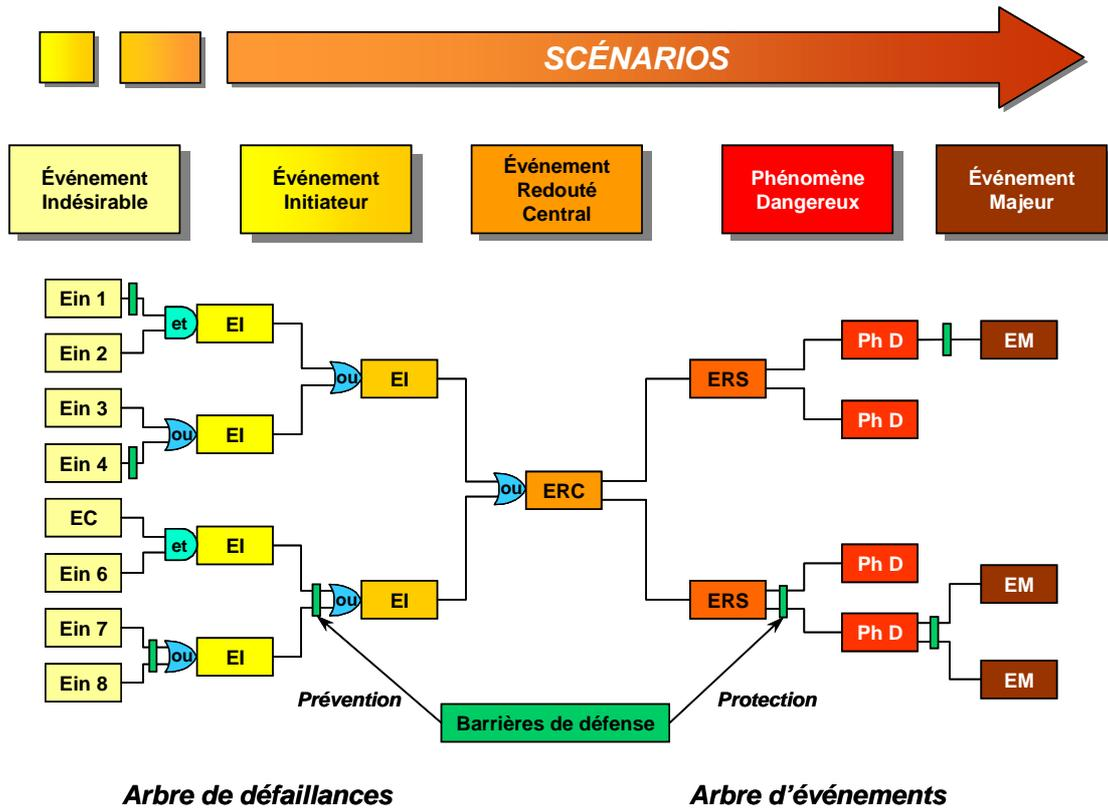 SCÉNARIOS
Événement
Indésirable
Événement
Initiateur
Événement
Redouté
Central
Phénomène
Dangereux
Événement
Majeur
Ein 1
et
EI
Ein 2
ou
EI
Ein 3
ou
EI
Ein 4
EC
et
EI
Ein 6
ou
EI
Ein 7
ou
EI
Ein 8
ou
ERC
ERS
Ph D
EM
Ph D
ERS
Ph D
Ph D
EM
EM
Prévention
Protection
Barrières de défense
Arbre de défaillances
Arbre d'événements